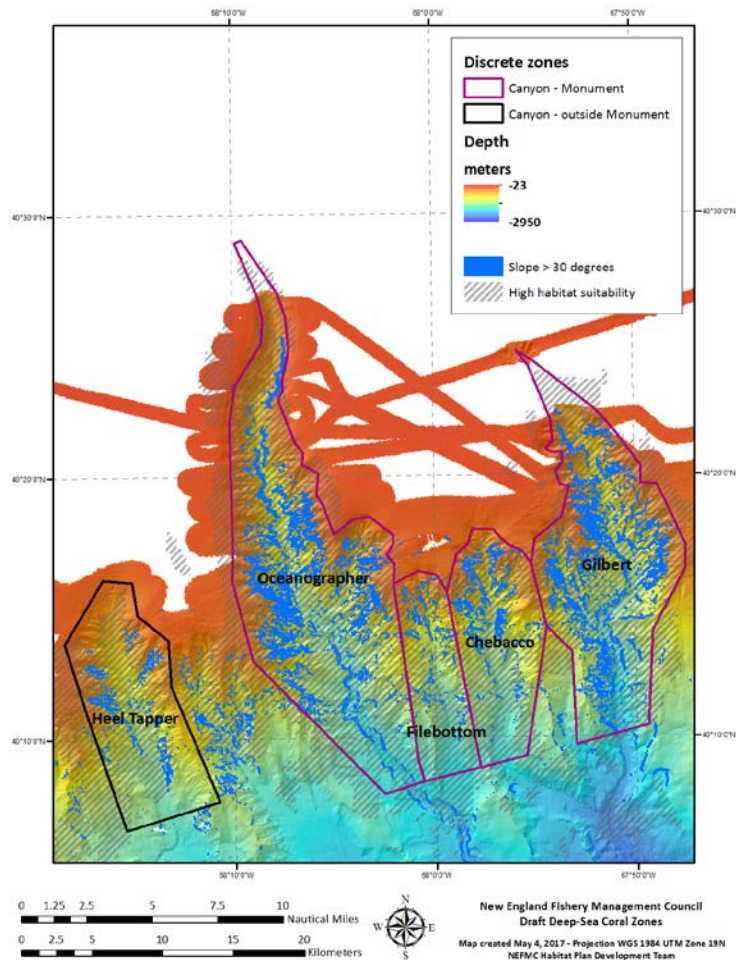 68°10'0"W
68°0'0"W
67°50'0"W
Discrete zones
Canyon - Monument
Canyon - outside Monument
Depth
meters
-23
-2950
Slope > 30 degrees
High habitat suitability
40°30'0"N
40°30'0"N
40°20'0"N
40°20'0"N
Oceanographer
Gilbert
Chebacco
Heel Tapper
Filebottom
40°10'0"N
40°10'0"N
68°10'0"W
68°0'0"W
67°50'0"W
0 1.25 2.5 5 7.5 10
Nautical Miles
0 2.5 5 10 15 20
Kilometers
N
W E
S
New England Fishery Management Council
Draft Deep-Sea Coral Zones
Map created May 4, 2017 - Projection WGS 1984 UTM Zone 19N
NEFMC Habitat Plan Development Team